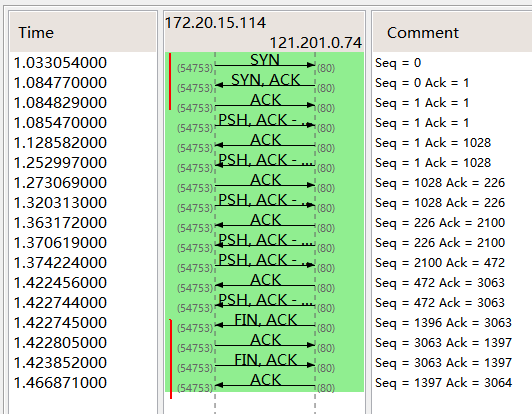 Time 172.20.15.114 121.201.0.74 Comment
1.033054000 (54753) SYN (80) Seq = 0
1.084770000 (54753) SYN, ACK (80) Seq = 0 Ack = 1
1.084829000 (54753) ACK (80) Seq = 1 Ack = 1
1.085470000 (54753) PSH, ACK - ... (80) Seq = 1 Ack = 1
1.128582000 (54753) ACK (80) Seq = 1 Ack = 1028
1.252997000 (54753) PSH, ACK - ... (80) Seq = 1 Ack = 1028
1.273069000 (54753) ACK (80) Seq = 1028 Ack = 226
1.320313000 (54753) PSH, ACK - ... (80) Seq = 1028 Ack = 226
1.363172000 (54753) ACK (80) Seq = 226 Ack = 2100
1.370619000 (54753) PSH, ACK - ... (80) Seq = 226 Ack = 2100
1.374224000 (54753) PSH, ACK - ... (80) Seq = 2100 Ack = 472
1.422456000 (54753) ACK (80) Seq = 472 Ack = 3063
1.422744000 (54753) PSH, ACK - ... (80) Seq = 472 Ack = 3063
1.422745000 (54753) FIN, ACK (80) Seq = 1396 Ack = 3063
1.422805000 (54753) ACK (80) Seq = 3063 Ack = 1397
1.423852000 (54753) FIN, ACK (80) Seq = 3063 Ack = 1397
1.466871000 (54753) ACK (80) Seq = 1397 Ack = 3064